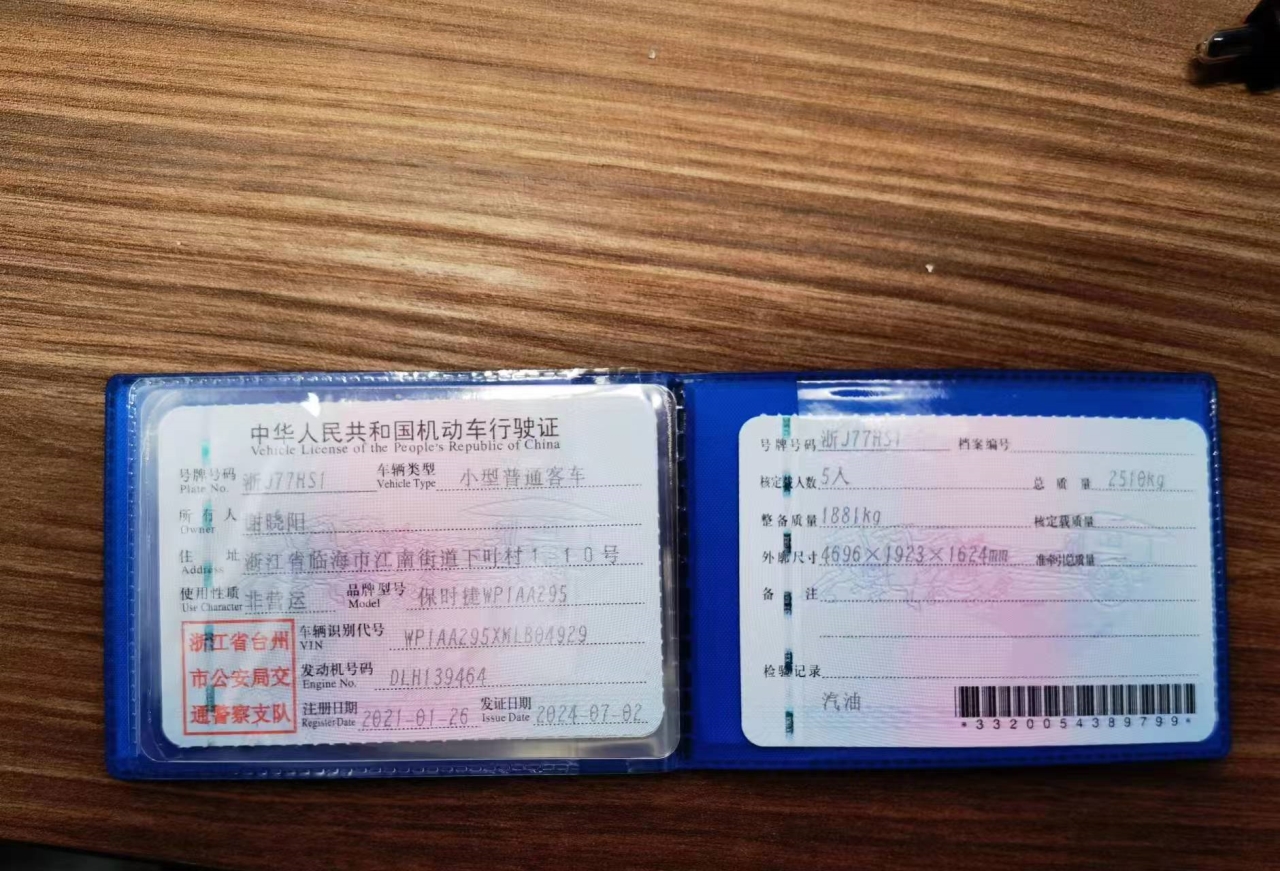 中华人民共和国机动车行驶证
Vehicle License of the People's Republic of China
号牌号码 浙J77HS1 车辆类型 小型普通客车
Plate No. Vehicle Type
所有人 谢晓阳
Owner
住址 浙江省临海市江南街道下叶村1-10号
Address
使用性质 非营运 品牌型号 保时捷WP1AA295
Use Character Model
浙江省台州
市公安局交
通警察支队
车辆识别代号 WP1AA295XMLB04929
VIN
发动机号码 DLH139464
Engine No.
注册日期 2021-01-26 发证日期 2024-07-02
Register Date Issue Date
号牌号码 浙J77HS1 档案编号
核定载人数 5人 总质量 2510kg
整备质量 1881kg 核定载质量
外廓尺寸 4696×1923×1624mm 准牵引总质量
备注
检验记录
汽油
*3320054389799*